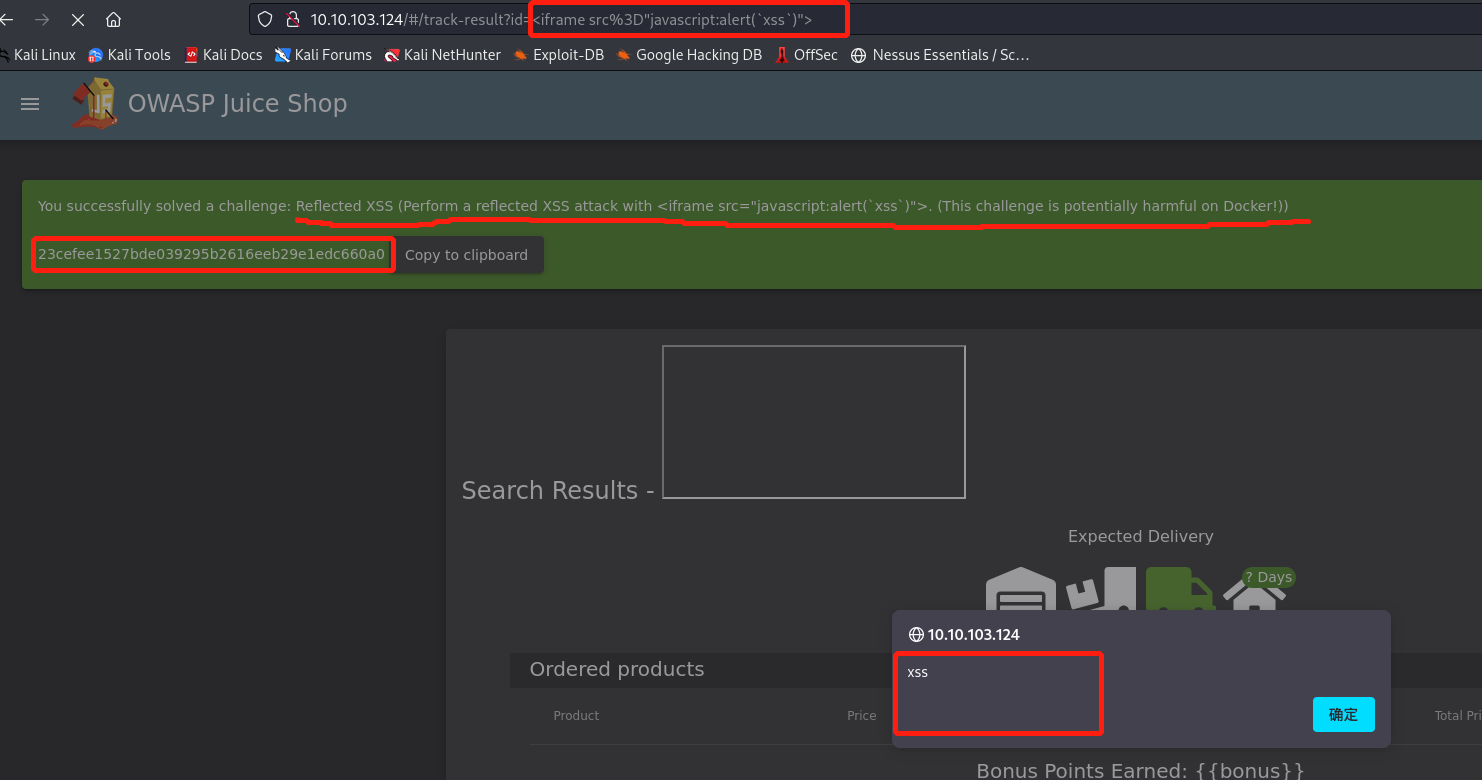 10.10.103.124/#/track-result?id=<iframe src%3D"javascript:alert(`xss`)">
Kali Linux Kali Tools Kali Docs Kali Forums Kali NetHunter Exploit-DB Google Hacking DB OffSec Nessus Essentials / Sc…
OWASP Juice Shop
You successfully solved a challenge: Reflected XSS (Perform a reflected XSS attack with <iframe src="javascript:alert(`xss`)">. (This challenge is potentially harmful on Docker!))
23cefee1527bde039295b2616eeb29e1edc660a0 Copy to clipboard
Search Results -
Expected Delivery
? Days
10.10.103.124
xss
确定
Ordered products
Product Price Total Pri
Bonus Points Earned: {{bonus}}